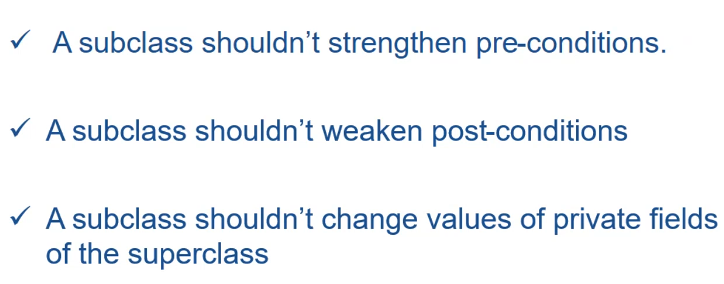 ✓ A subclass shouldn’t strengthen pre-conditions.
✓ A subclass shouldn’t weaken post-conditions
✓ A subclass shouldn’t change values of private fields
of the superclass